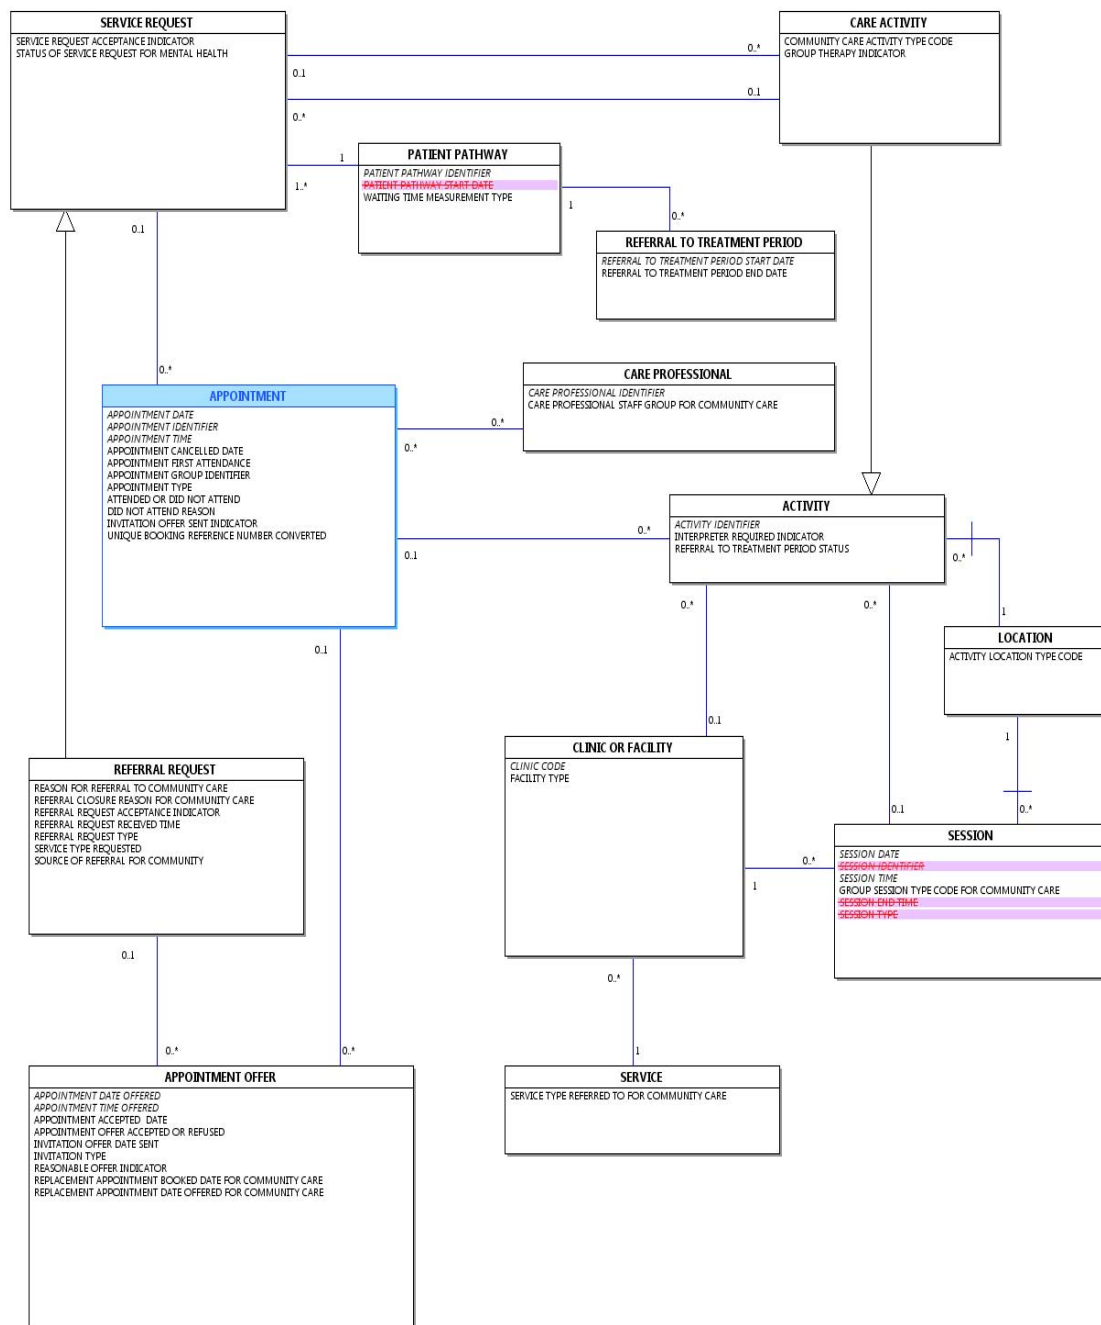 SERVICE REQUEST
SERVICE REQUEST ACCEPTANCE INDICATOR
STATUS OF SERVICE REQUEST FOR MENTAL HEALTH
CARE ACTIVITY
COMMUNITY CARE ACTIVITY TYPE CODE
GROUP THERAPY INDICATOR
0..*
0..1
0..1
0..*
1
1..*
PATIENT PATHWAY
PATIENT PATHWAY IDENTIFIER
PATIENT PATHWAY START DATE
WAITING TIME MEASUREMENT TYPE
1
0..*
REFERRAL TO TREATMENT PERIOD
REFERRAL TO TREATMENT PERIOD START DATE
REFERRAL TO TREATMENT PERIOD END DATE
0..1
0..*
CARE PROFESSIONAL
CARE PROFESSIONAL IDENTIFIER
CARE PROFESSIONAL STAFF GROUP FOR COMMUNITY CARE
APPOINTMENT
APPOINTMENT DATE
APPOINTMENT IDENTIFIER
APPOINTMENT TIME
APPOINTMENT CANCELLED DATE
APPOINTMENT FIRST ATTENDANCE
APPOINTMENT GROUP IDENTIFIER
APPOINTMENT TYPE
ATTENDED OR DID NOT ATTEND
DID NOT ATTEND REASON
INVITATION OFFER SENT INDICATOR
UNIQUE BOOKING REFERENCE NUMBER CONVERTED
0..*
0..*
0..*
0..1
ACTIVITY
ACTIVITY IDENTIFIER
INTERPRETER REQUIRED INDICATOR
REFERRAL TO TREATMENT PERIOD STATUS
0..*
1
0..*
0..*
LOCATION
ACTIVITY LOCATION TYPE CODE
0..1
0..1
1
CLINIC OR FACILITY
CLINIC CODE
FACILITY TYPE
REFERRAL REQUEST
REASON FOR REFERRAL TO COMMUNITY CARE
REFERRAL CLOSURE REASON FOR COMMUNITY CARE
REFERRAL REQUEST ACCEPTANCE INDICATOR
REFERRAL REQUEST RECEIVED TIME
REFERRAL REQUEST TYPE
SERVICE TYPE REQUESTED
SOURCE OF REFERRAL FOR COMMUNITY
0..1
0..*
SESSION
SESSION DATE
SESSION IDENTIFIER
SESSION TIME
GROUP SESSION TYPE CODE FOR COMMUNITY CARE
SESSION END TIME
SESSION TYPE
0..*
1
0..1
0..*
0..*
0..*
1
APPOINTMENT OFFER
APPOINTMENT DATE OFFERED
APPOINTMENT TIME OFFERED
APPOINTMENT ACCEPTED  DATE
APPOINTMENT OFFER ACCEPTED OR REFUSED
INVITATION OFFER DATE SENT
INVITATION TYPE
REASONABLE OFFER INDICATOR
REPLACEMENT APPOINTMENT BOOKED DATE FOR COMMUNITY CARE
REPLACEMENT APPOINTMENT DATE OFFERED FOR COMMUNITY CARE
SERVICE
SERVICE TYPE REFERRED TO FOR COMMUNITY CARE